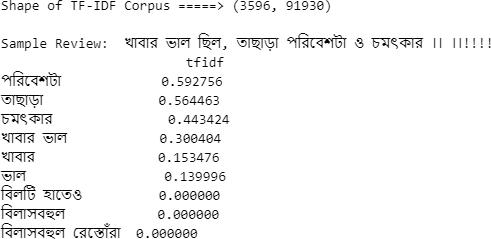 Shape of TF-IDF Corpus =====> (3596, 91930)
Sample Review:  খাবার ভাল ছিল, তাছাড়া পরিবেশটা ও চমৎকার ।। ।।!!!!
tfidf
পরিবেশটা 0.592756
তাছাড়া 0.564463
চমৎকার 0.443424
খাবার ভাল 0.300404
খাবার 0.153476
ভাল 0.139996
বিলটি হাতেও 0.000000
বিলাসবহুল 0.000000
বিলাসবহুল রেস্তোঁরা 0.000000